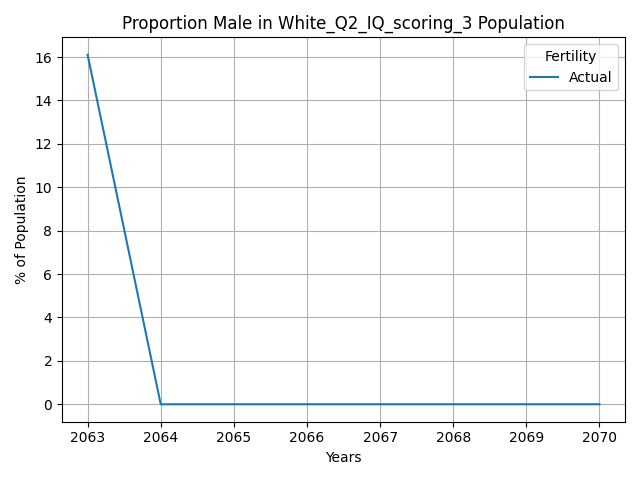 Proportion Male in White_Q2_IQ_scoring_3 Population
Fertility
Actual
% of Population
16
14
12
10
8
6
4
2
0
2063 2064 2065 2066 2067 2068 2069 2070
Years